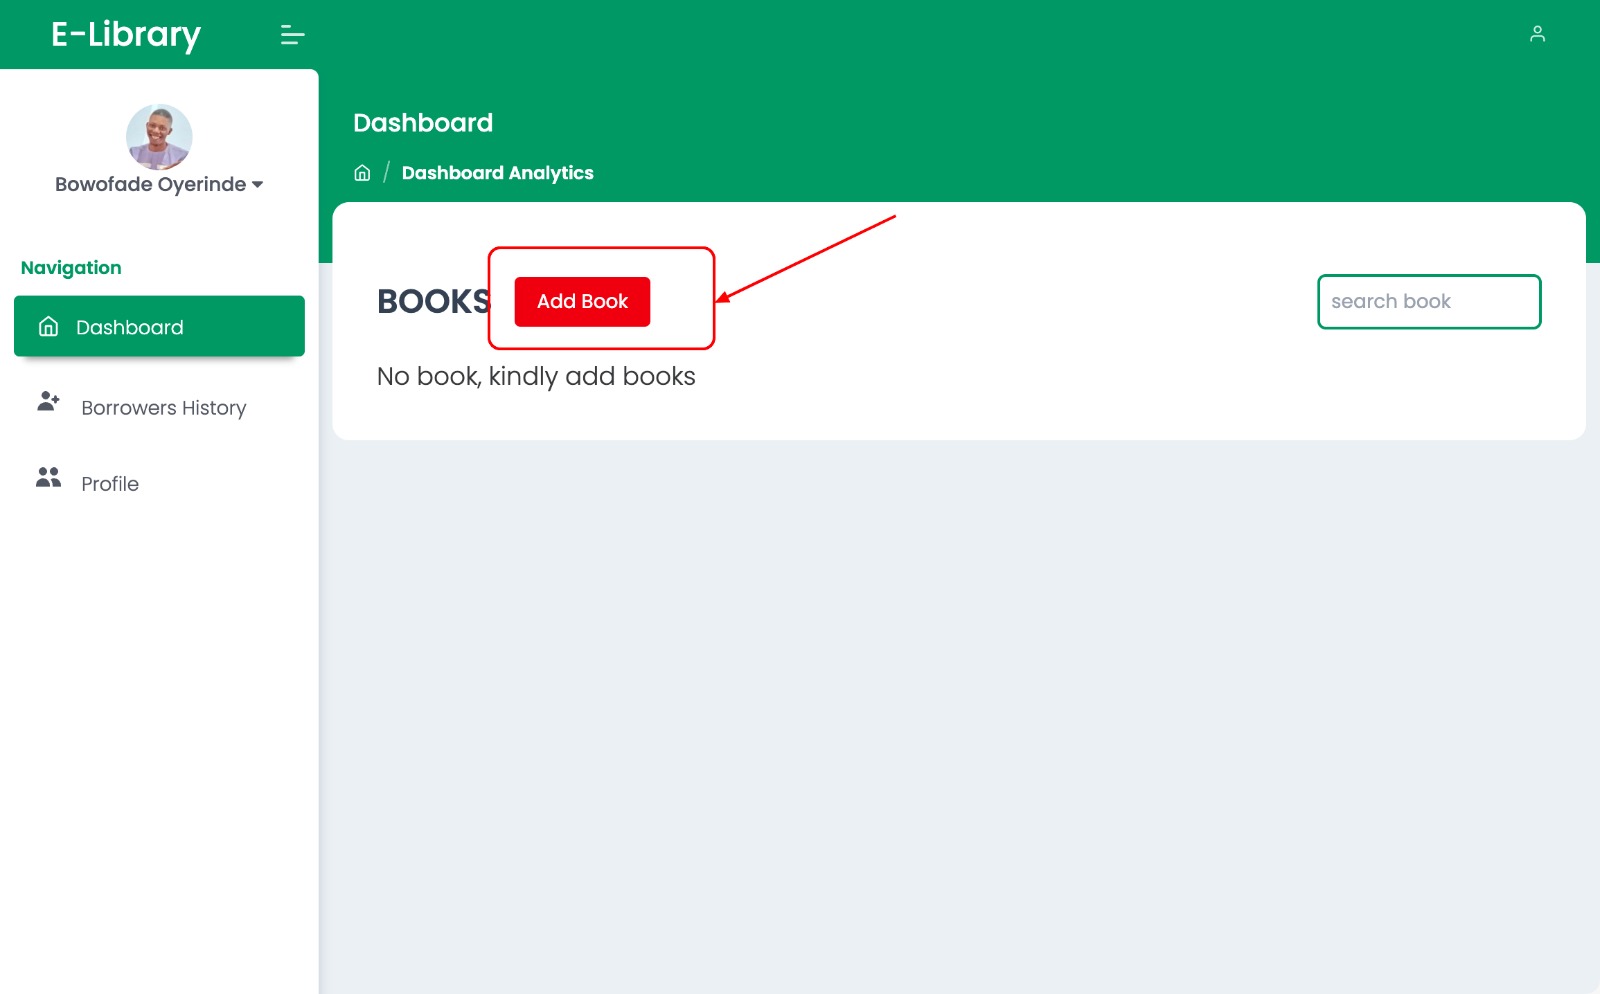 E-Library
Bowofade Oyerinde
Navigation
Dashboard
Borrowers History
Profile
Dashboard
/ Dashboard Analytics
BOOKS
Add Book
search book
No book, kindly add books